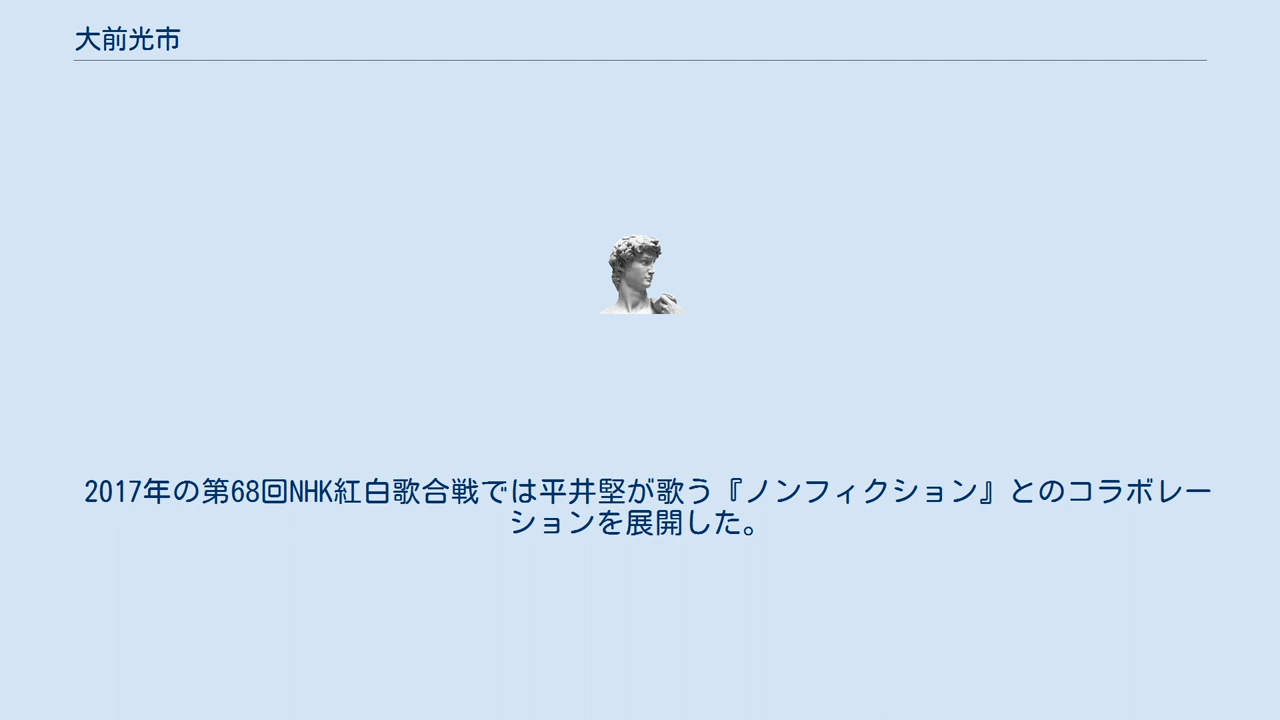 大前光市
2017年の第68回NHK紅白歌合戦では平井堅が歌う『ノンフィクション』とのコラボレー
ションを展開した。